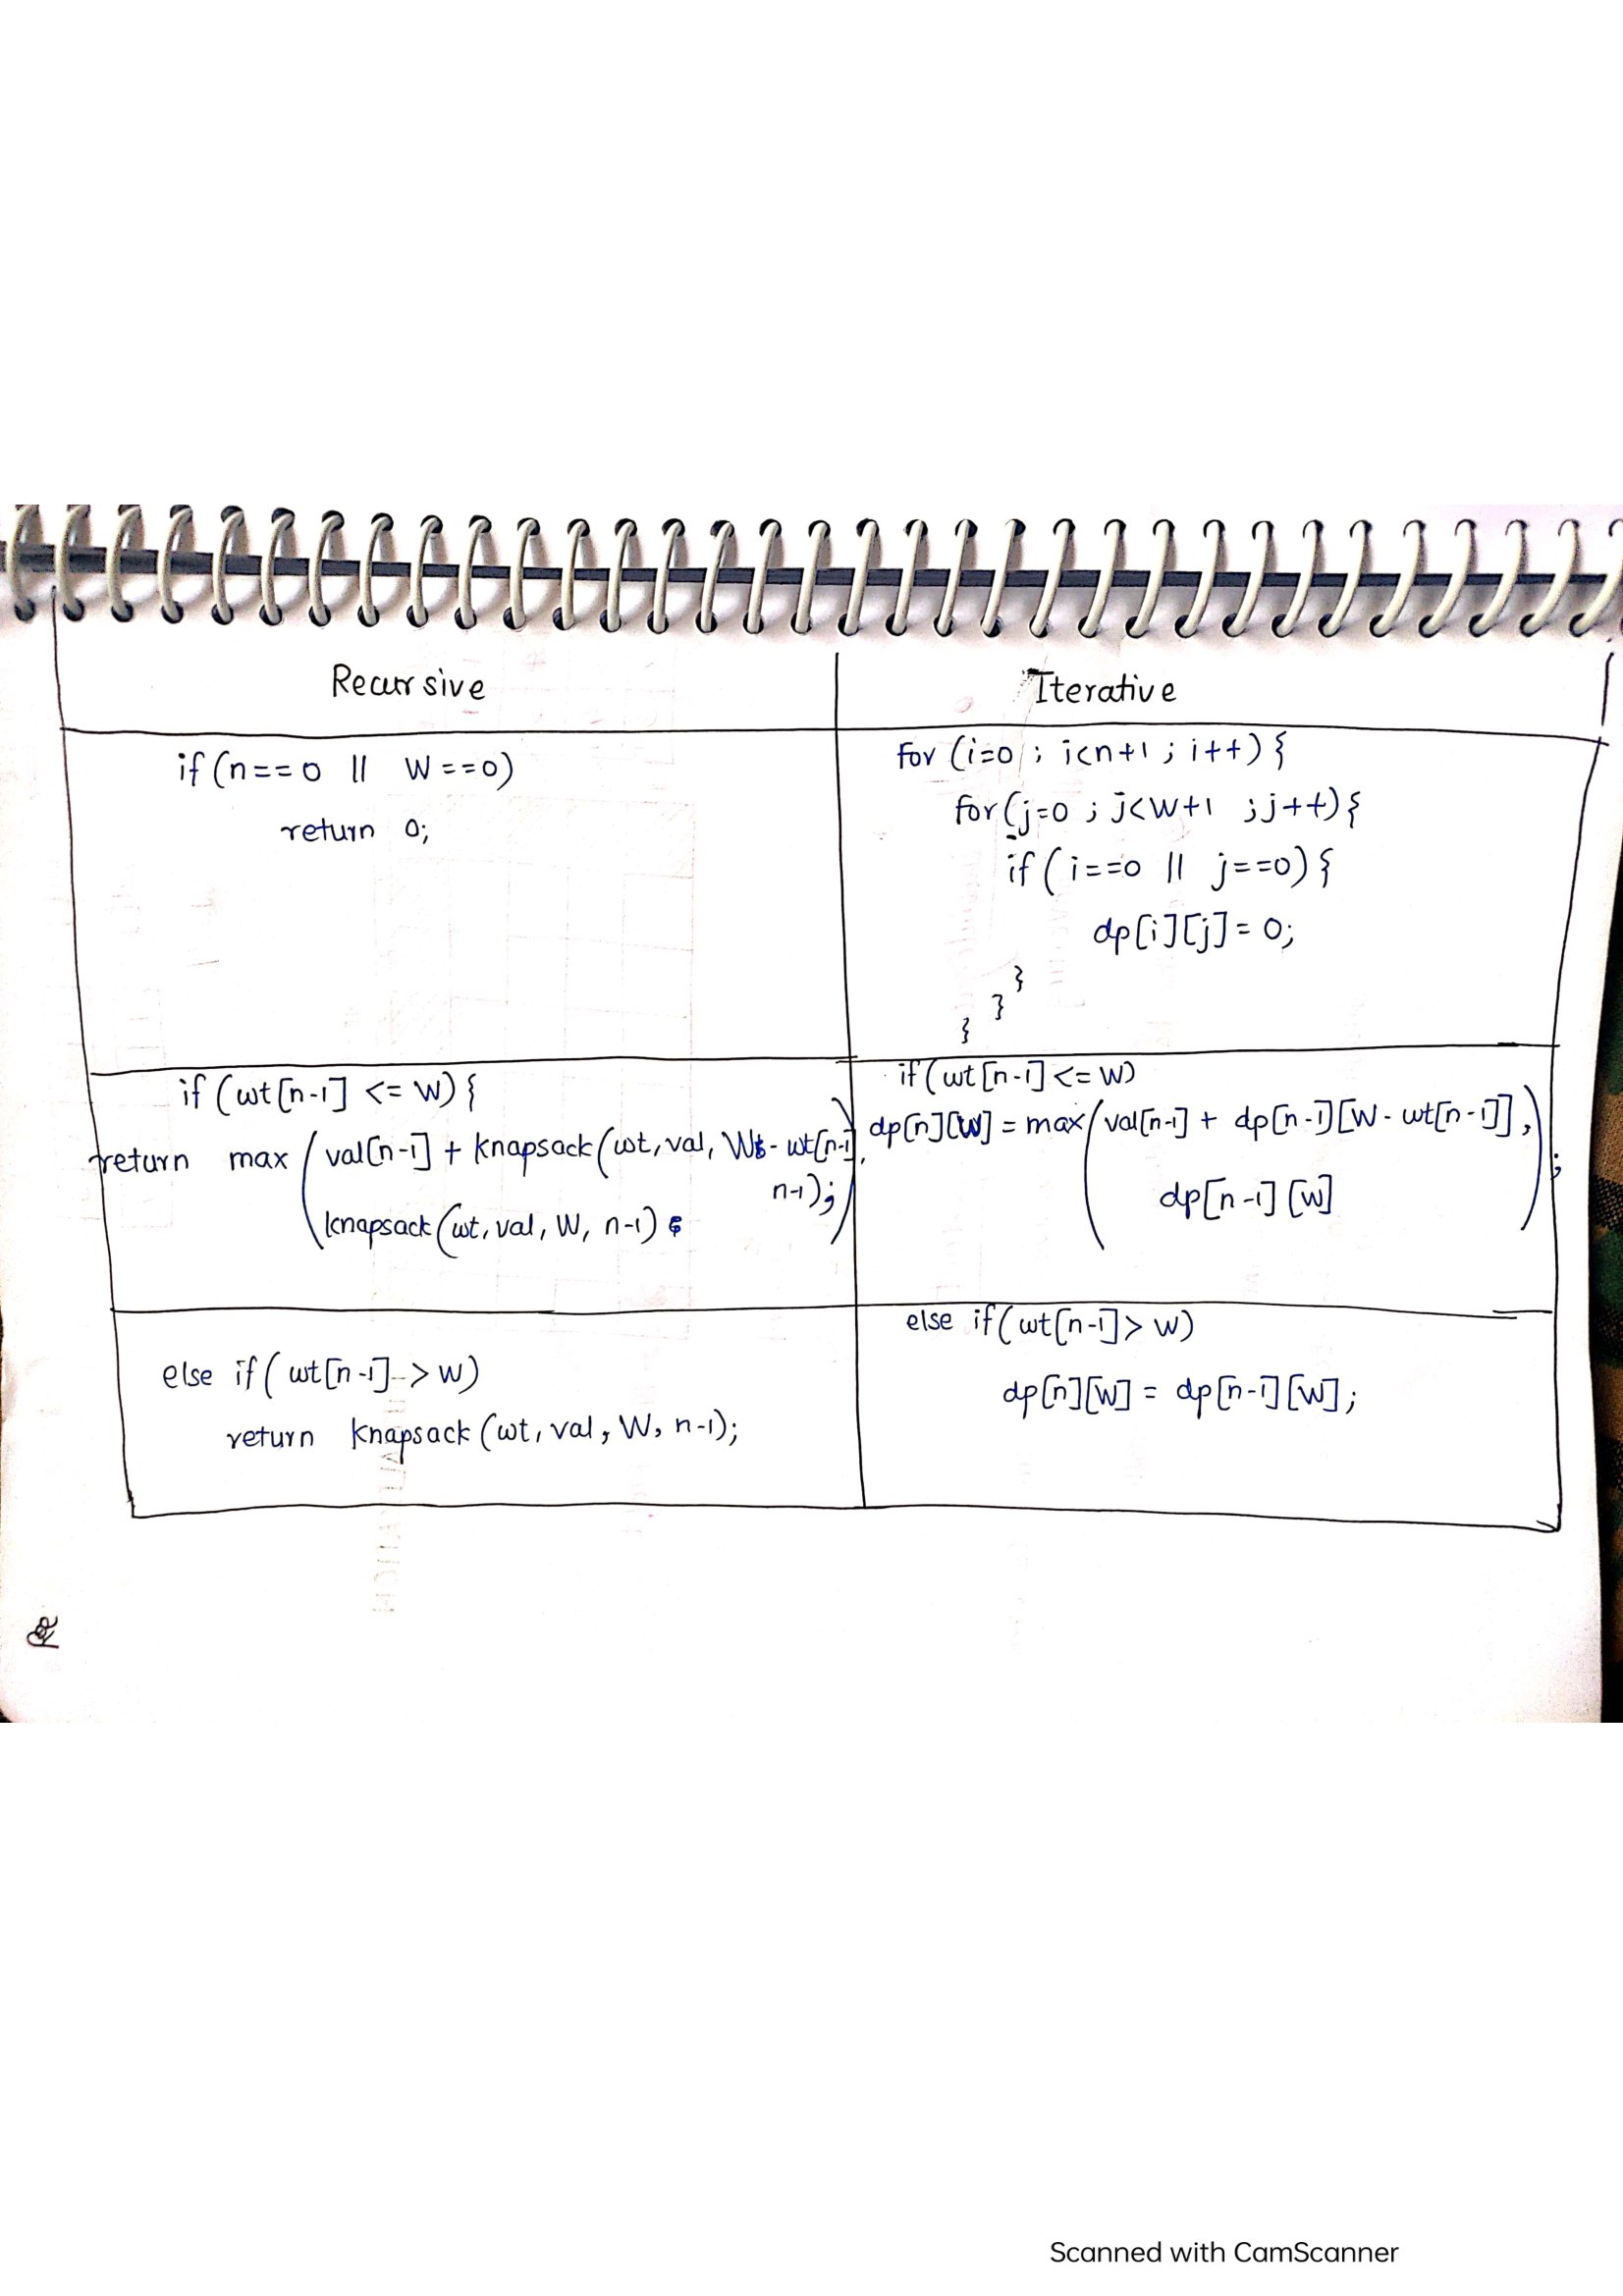 Recursive
Iterative
if (n==0 || W==0)
return 0;
for (i=0 ; i<n+1 ; i++) {
for (j=0 ; j<W+1 ; j++) {
if (i==0 || j==0) {
dp[i][j] = 0;
}
}
}
if (wt[n-1] <= W) {
return max ( val[n-1] + Knapsack (wt, val, W - wt[n-1],
n-1);
knapsack (wt, val, W, n-1) )
if (wt[n-1] <= W)
dp[n][W] = max ( val[n-1] + dp[n-1][W - wt[n-1]],
dp[n-1][W] ) ;
else if ( wt[n-1] > W)
return Knapsack (wt, val, W, n-1);
else if ( wt[n-1] > W)
dp[n][W] = dp[n-1][W];
Scanned with CamScanner